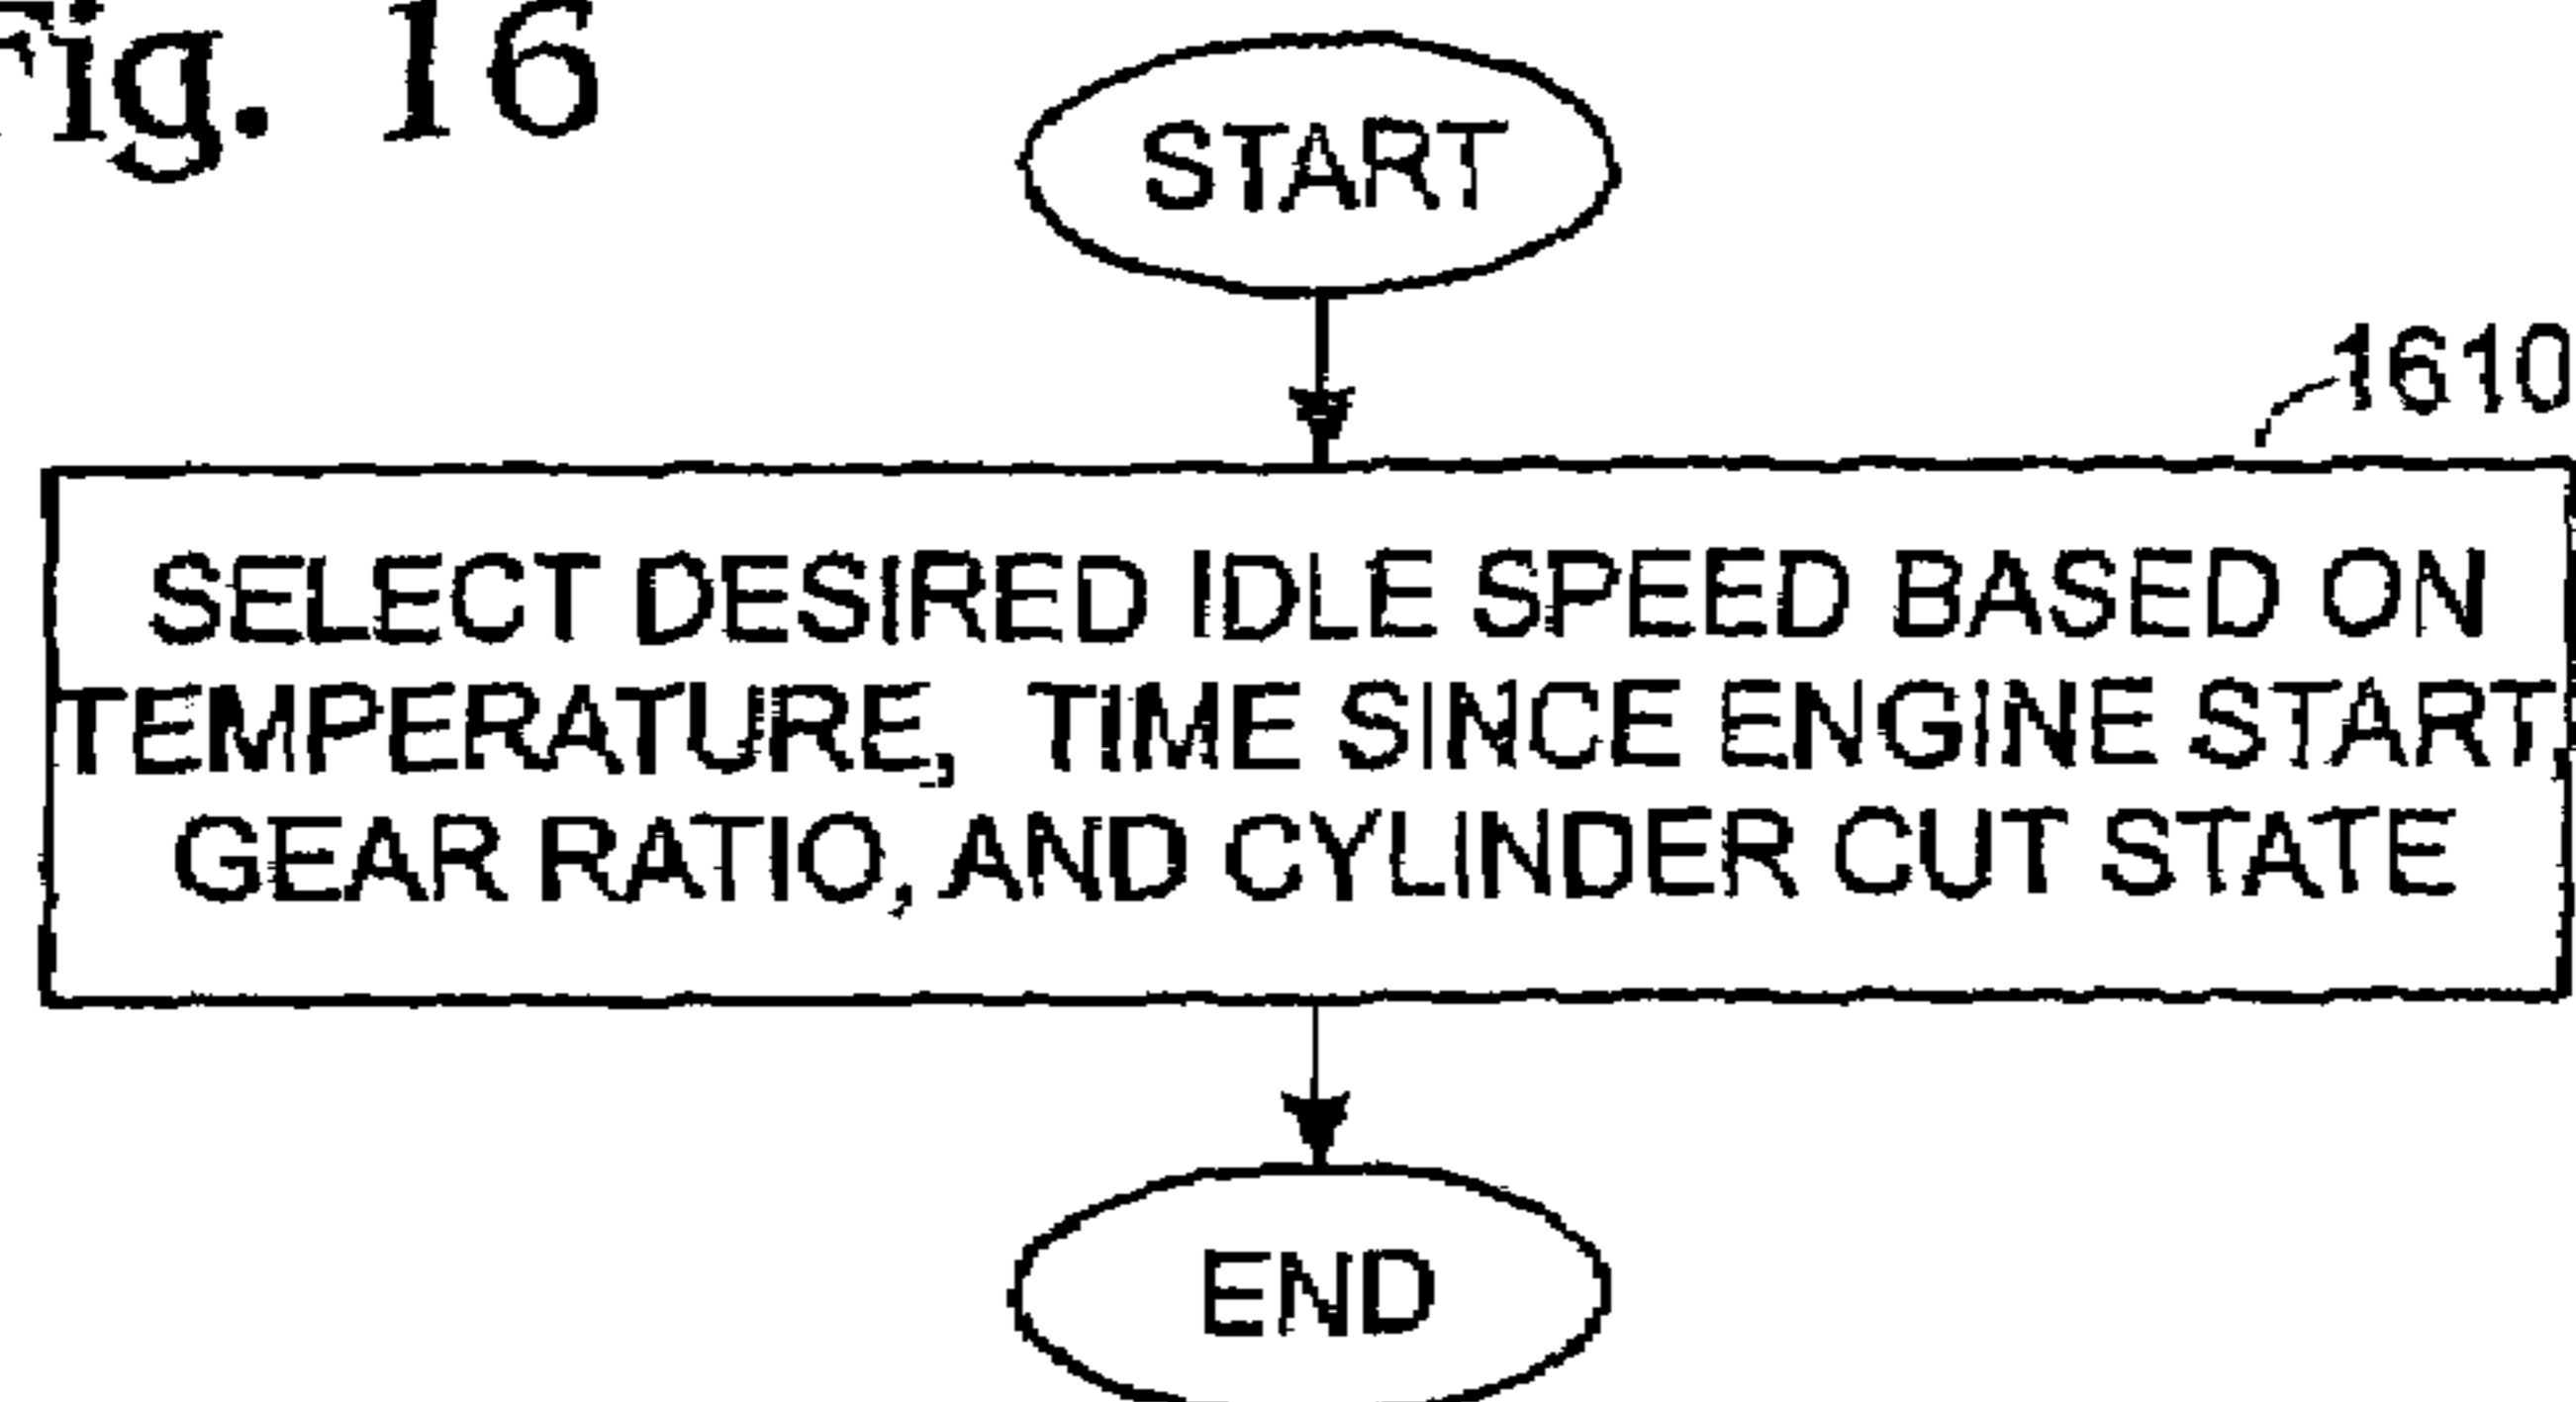 Fig. 16
START
1610
SELECT DESIRED IDLE SPEED BASED ON
TEMPERATURE, TIME SINCE ENGINE START
GEAR RATIO, AND CYLINDER CUT STATE
END